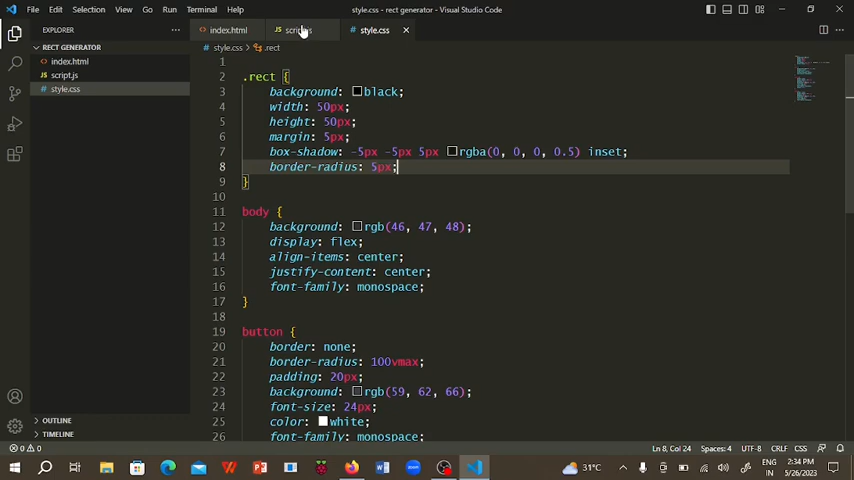 File Edit Selection View Go Run Terminal Help
style.css - rect generator - Visual Studio Code
EXPLORER
index.html
style.css
RECT GENERATOR
style.css > .rect
index.html
script.js
style.css
1
2 .rect {
3 background: black;
4 width: 50px;
5 height: 50px;
6 margin: 5px;
7 box-shadow: -5px -5px 5px rgba(0, 0, 0, 0.5) inset;
8 border-radius: 5px;
9 }
10
11 body {
12 background: rgb(46, 47, 48);
13 display: flex;
14 align-items: center;
15 justify-content: center;
16 font-family: monospace;
17 }
18
19 button {
20 border: none;
21 border-radius: 100vmax;
22 padding: 20px;
23 background: rgb(59, 62, 66);
24 font-size: 24px;
25 color: white;
26 font-family: monospace;
OUTLINE
TIMELINE
0 0
Ln 8, Col 24 Spaces: 4 UTF-8 CRLF CSS
31°C
ENG
IN
2:34 PM
5/26/2023